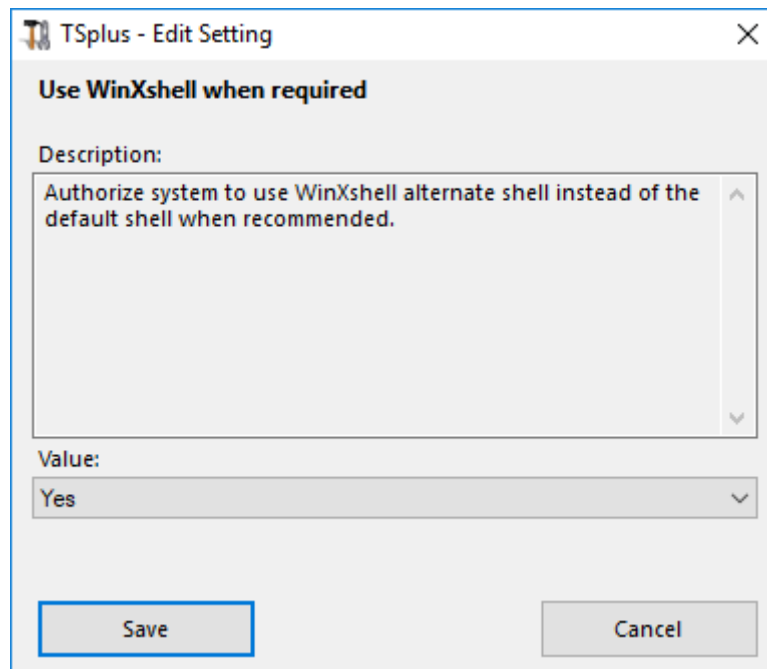 TSplus - Edit Setting
Use WinXshell when required
Description:
Authorize system to use WinXshell alternate shell instead of the
default shell when recommended.
Value:
Yes
Save
Cancel